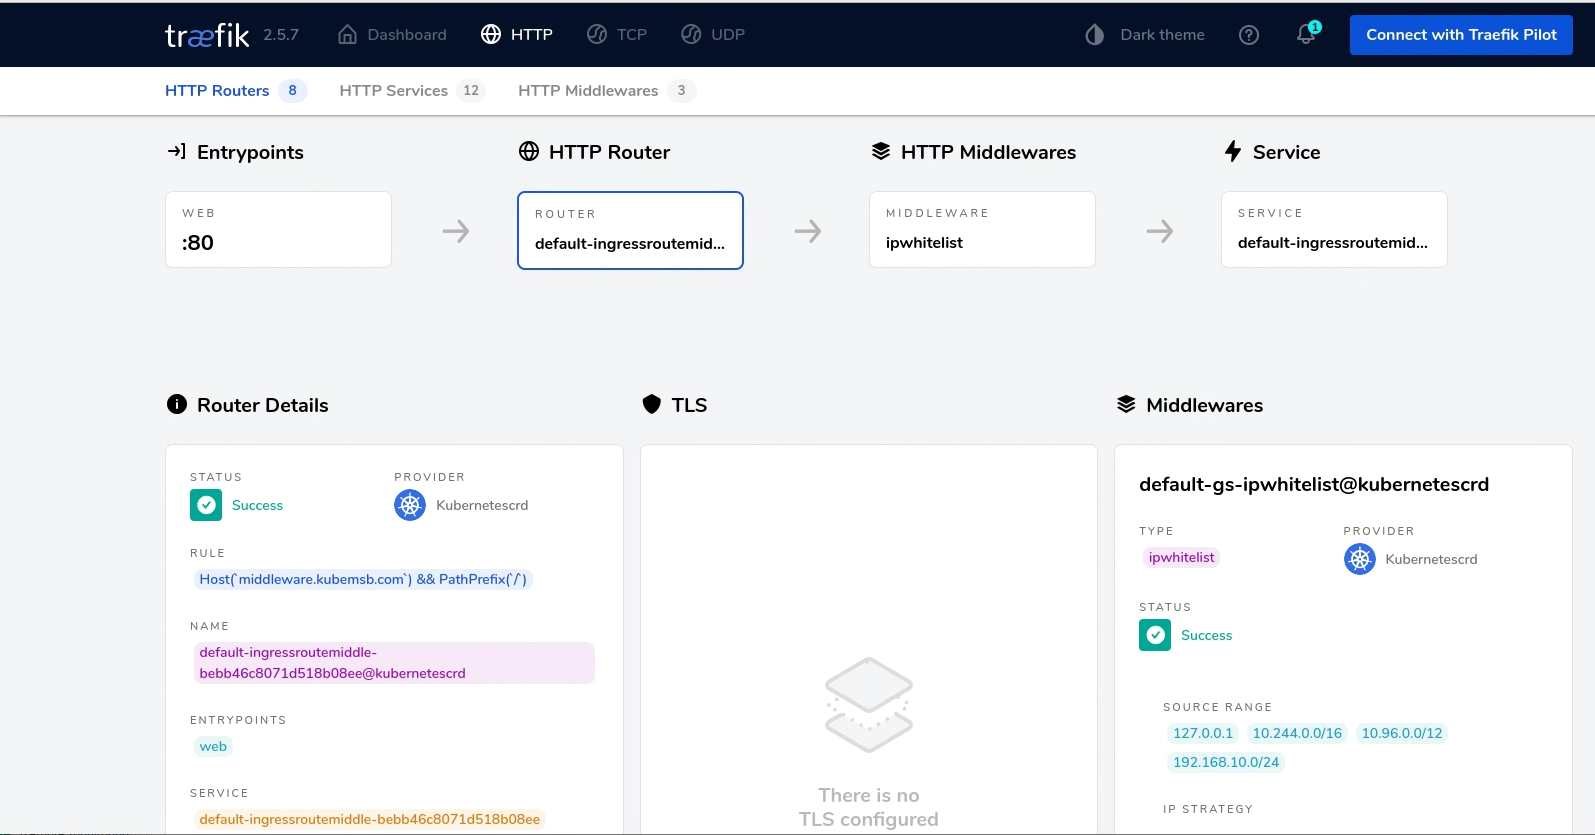 træfik 2.5.7 Dashboard HTTP TCP UDP Dark theme 1 Connect with Traefik Pilot
HTTP Routers 8 HTTP Services 12 HTTP Middlewares 3
Entrypoints HTTP Router HTTP Middlewares Service
WEB ROUTER MIDDLEWARE SERVICE
:80 default-ingressroutemid... ipwhitelist default-ingressroutemid...
Router Details
STATUS PROVIDER
Success Kubernetescrd
RULE
Host(`middleware.kubemsb.com`) && PathPrefix(`/`)
NAME
default-ingressroutemiddle-
bebb46c8071d518b08ee@kubernetescrd
ENTRYPOINTS
web
SERVICE
default-ingressroutemiddle-bebb46c8071d518b08ee
TLS
There is no
TLS configured
Middlewares
default-gs-ipwhitelist@kubernetescrd
TYPE PROVIDER
ipwhitelist Kubernetescrd
STATUS
Success
SOURCE RANGE
127.0.0.1 10.244.0.0/16 10.96.0.0/12
192.168.10.0/24
IP STRATEGY